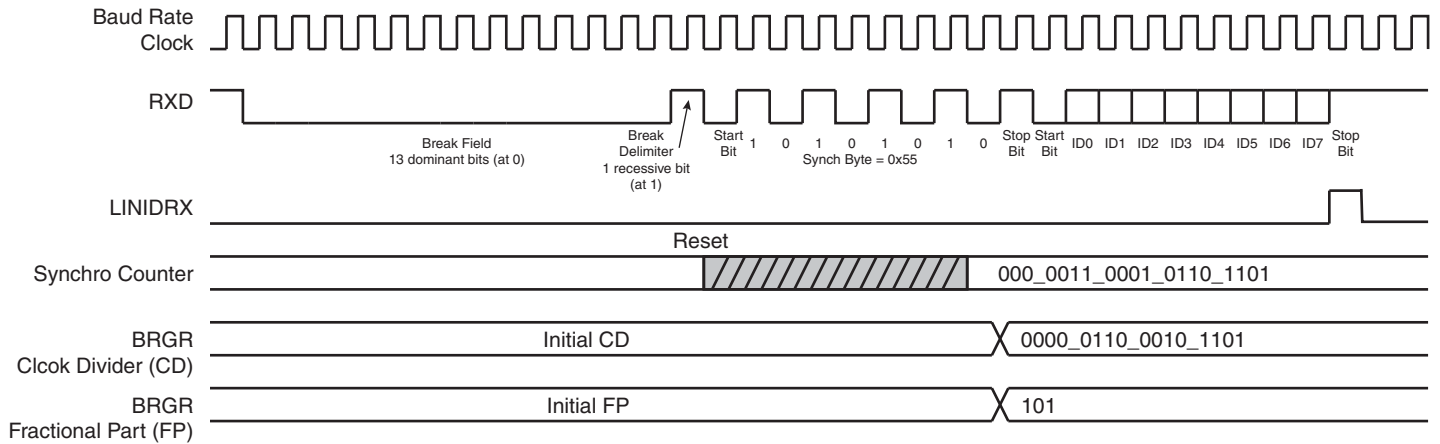 Baud Rate
Clock
RXD
Break Field
13 dominant bits (at 0)
Break
Delimiter
1 recessive bit
(at 1)
Start
Bit
1 0 1 0 1 0 1 0
Synch Byte = 0x55
Stop
Bit
Start
Bit
ID0 ID1 ID2 ID3 ID4 ID5 ID6 ID7
Stop
Bit
LINIDRX
Reset
Synchro Counter
000_0011_0001_0110_1101
BRGR
Clcok Divider (CD)
Initial CD
0000_0110_0010_1101
BRGR
Fractional Part (FP)
Initial FP
101